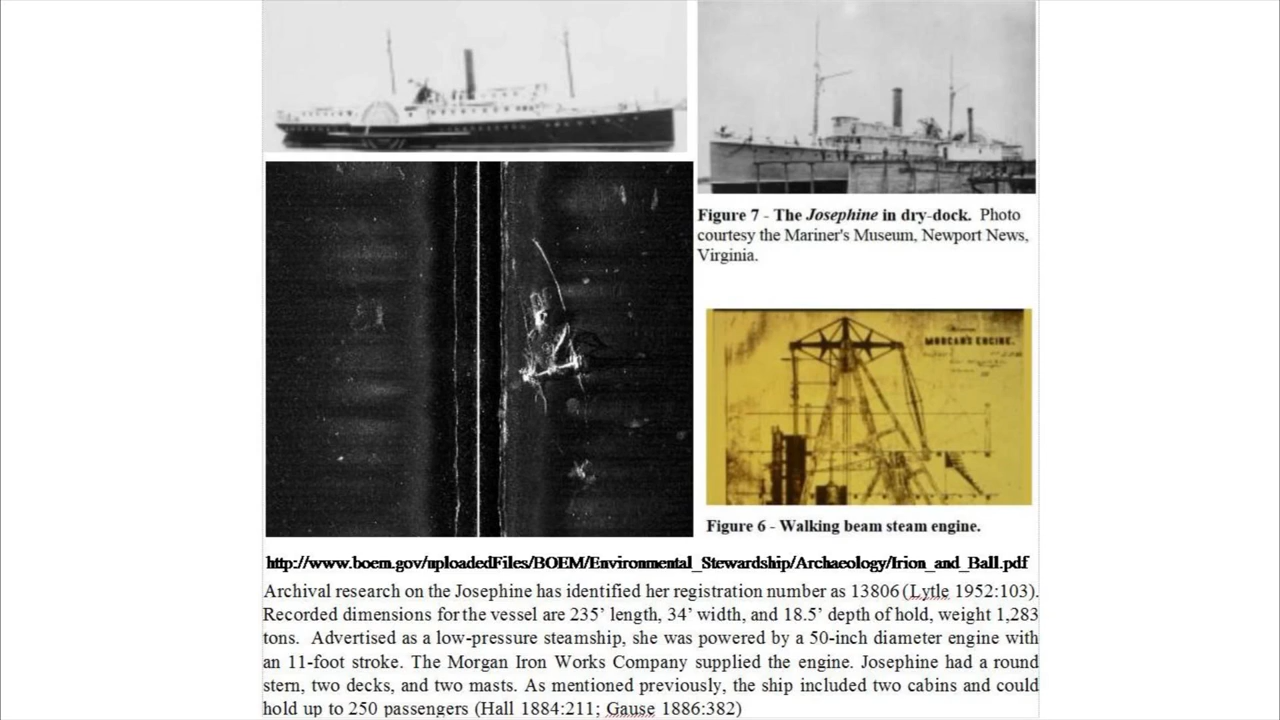 Figure 7 - The Josephine in dry-dock. Photo
courtesy the Mariner's Museum, Newport News,
Virginia.
MORGAN'S ENGINE.
Figure 6 - Walking beam steam engine.
http://www.boem.gov/uploadedFiles/BOEM/Environmental_Stewardship/Archaeology/Irion_and_Ball.pdf
Archival research on the Josephine has identified her registration number as 13806 (Lytle 1952:103).
Recorded dimensions for the vessel are 235’ length, 34’ width, and 18.5’ depth of hold, weight 1,283
tons. Advertised as a low-pressure steamship, she was powered by a 50-inch diameter engine with
an 11-foot stroke. The Morgan Iron Works Company supplied the engine. Josephine had a round
stern, two decks, and two masts. As mentioned previously, the ship included two cabins and could
hold up to 250 passengers (Hall 1884:211; Gause 1886:382)